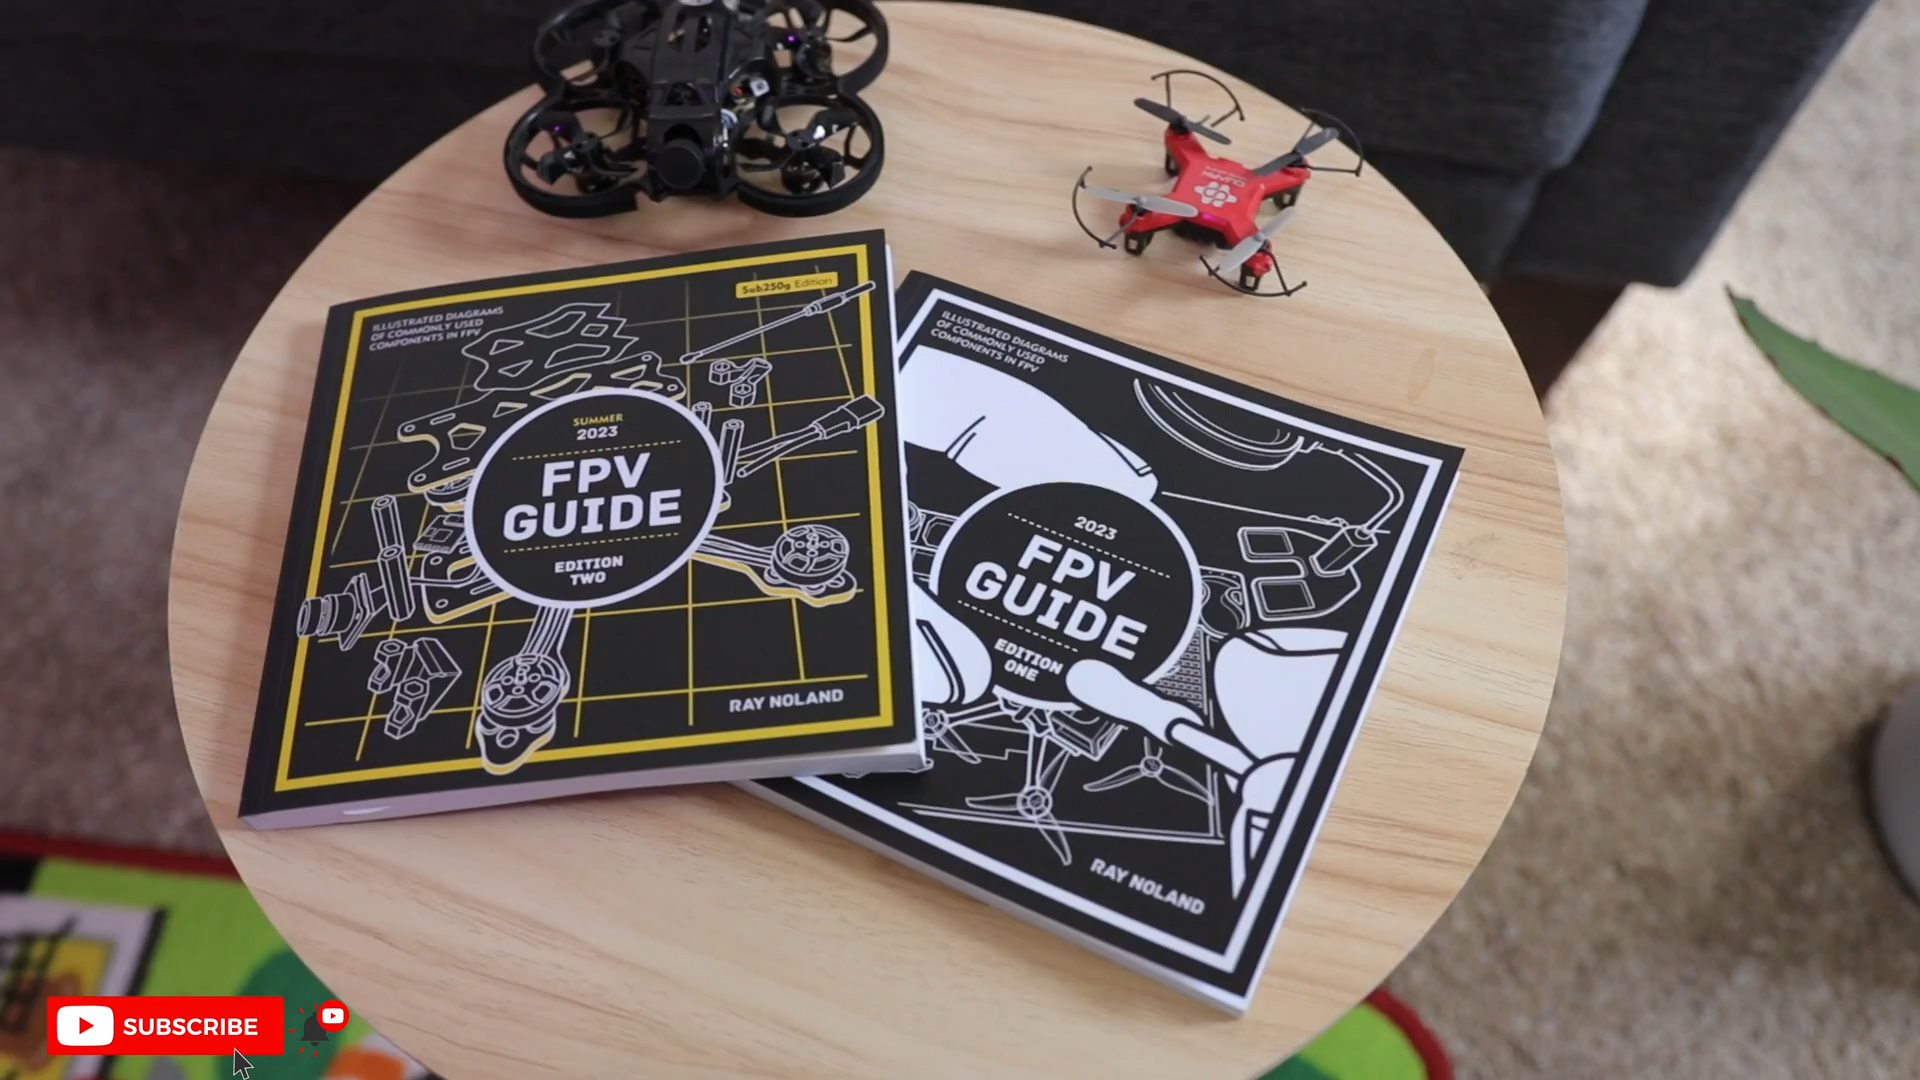 ILLUSTRATED DIAGRAMS
OF COMMONLY USED
COMPONENTS IN FPV
Sub250g Edition
SUMMER
2023
FPV
GUIDE
EDITION
TWO
RAY NOLAND
ILLUSTRATED DIAGRAMS
OF COMMONLY USED
COMPONENTS IN FPV
2023
FPV
GUIDE
EDITION
ONE
RAY NOLAND
SUBSCRIBE